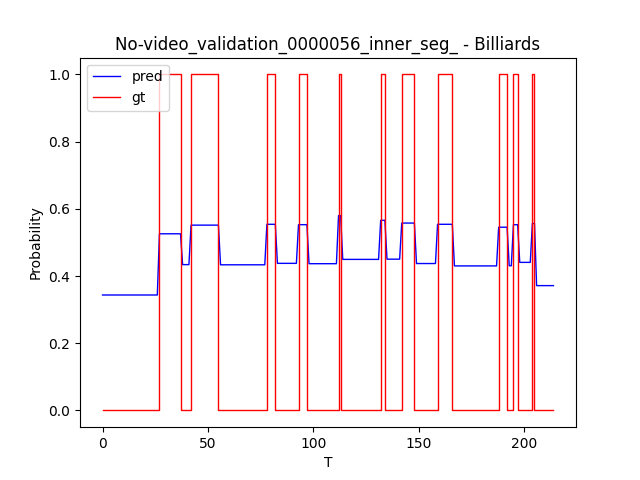 No-video_validation_0000056_inner_seg_ - Billiards
pred
gt
Probability
1.0
0.8
0.6
0.4
0.2
0.0
0
50
100
150
200
T